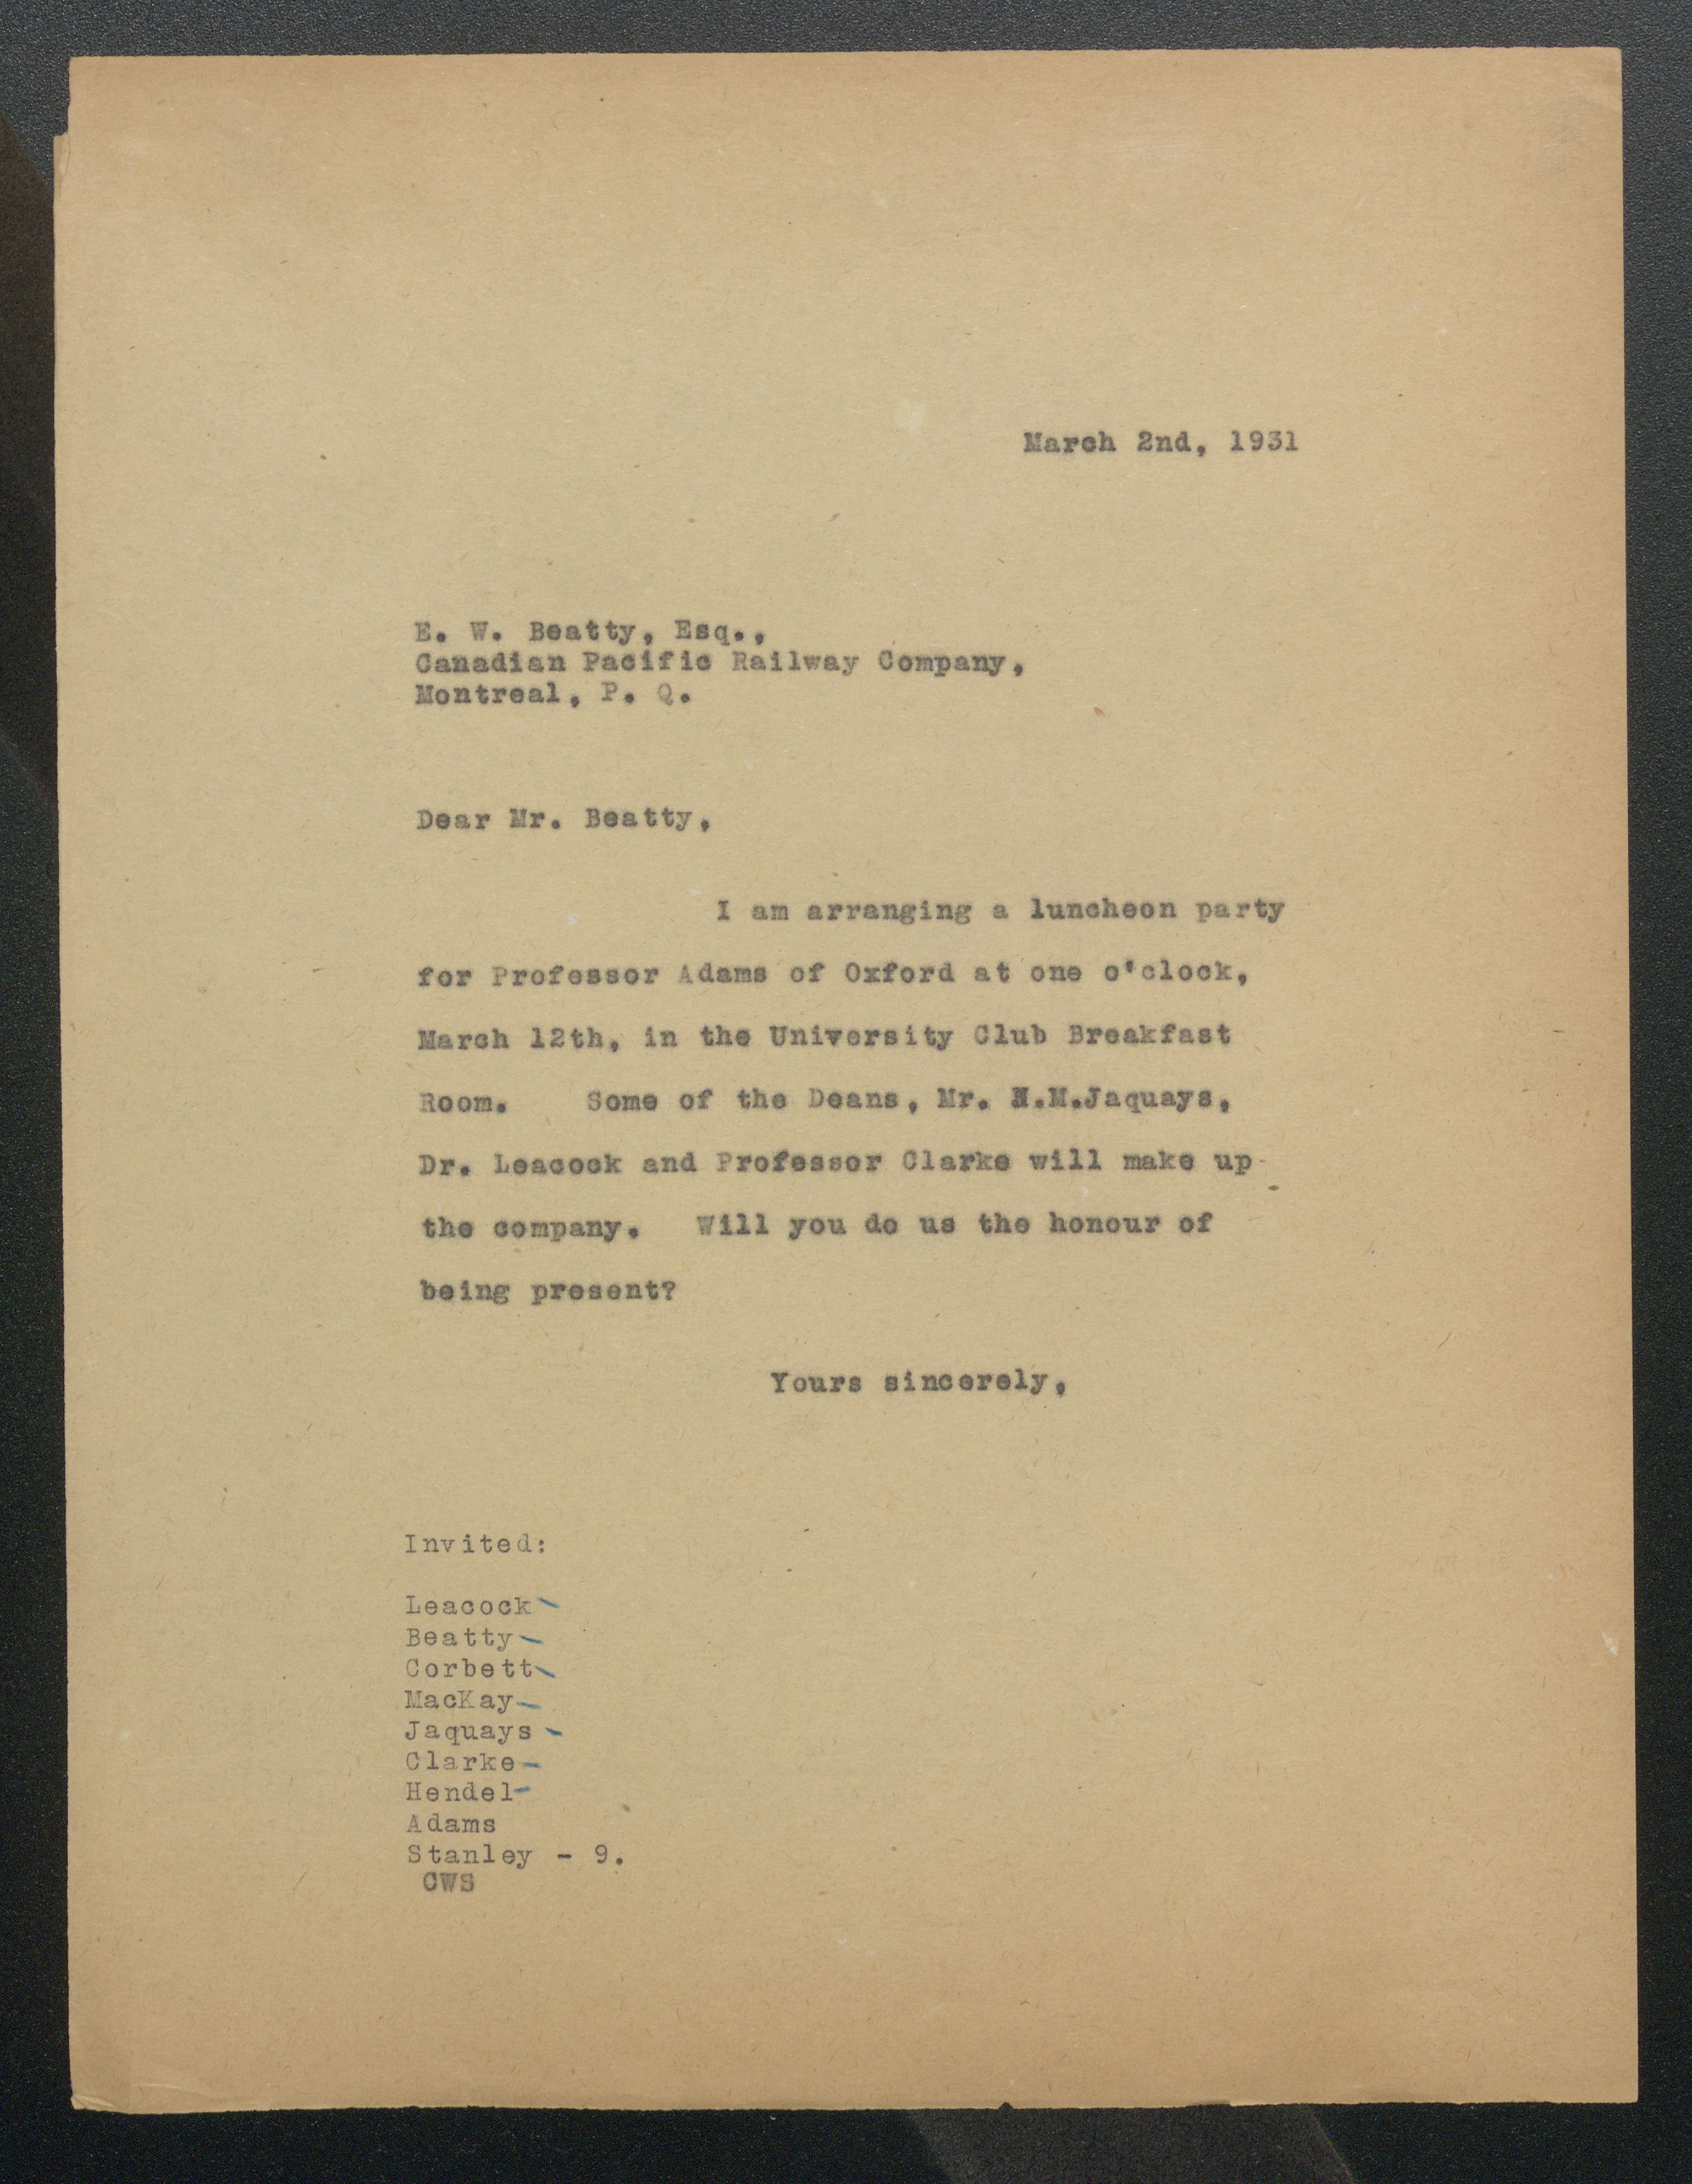 March 2nd, 1931
E. W. Beatty, Esq.,
Canadian Pacific Railway Company,
Montreal, P. Q.
Dear Mr. Beatty,
I am arranging a luncheon party
for Professor Adams of Oxford at one o'clock,
March 12th, in the University Club Breakfast
Room. Some of the Deans, Mr. H.M.Jaquays,
Dr. Leacock and Professor Clarke will make up
the company. Will you do us the honour of
being present?
Yours sincerely,
Invited:
Leacock
Beatty
Corbett
MacKay
Jaquays
Clarke
Hendel
Adams
Stanley - 9.
CWS